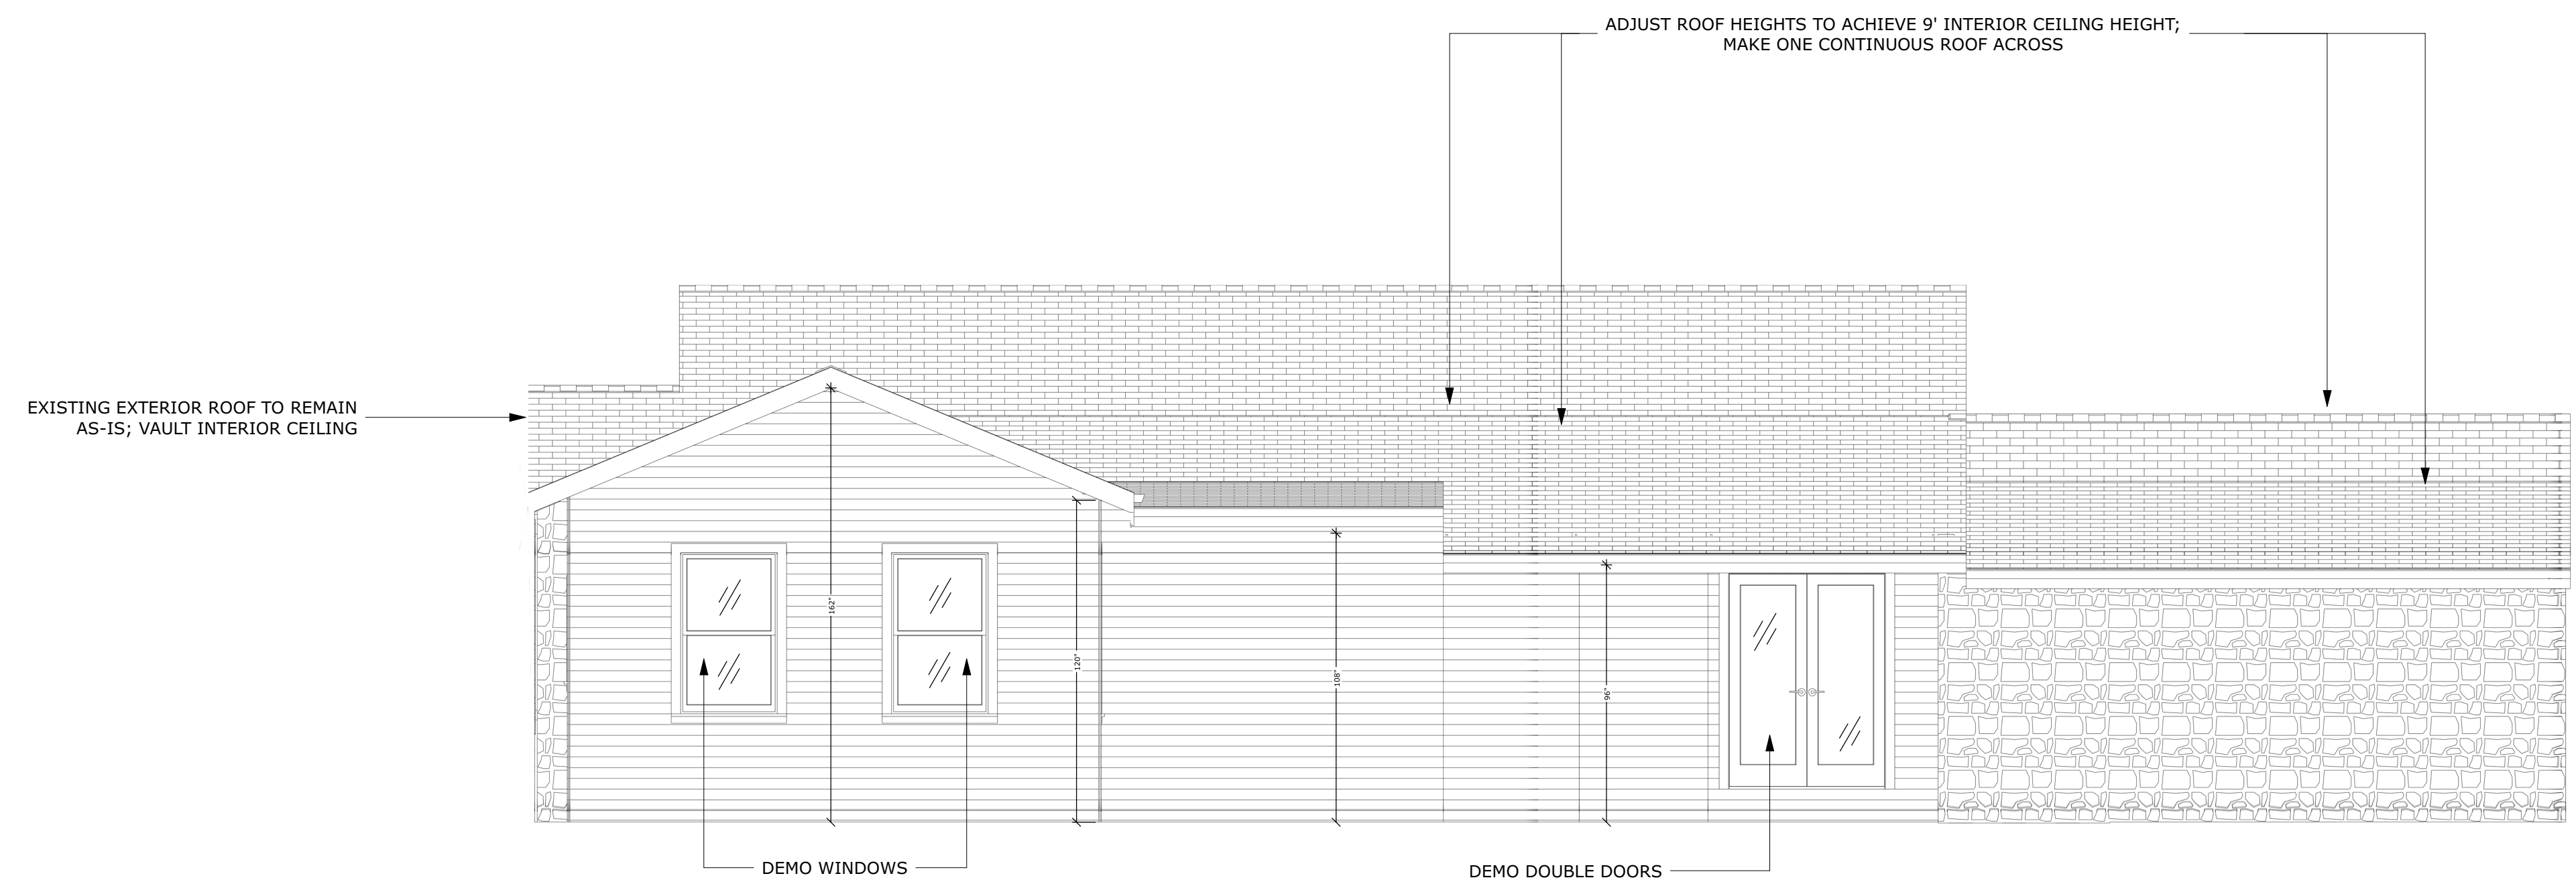 ADJUST ROOF HEIGHTS TO ACHIEVE 9' INTERIOR CEILING HEIGHT;
MAKE ONE CONTINUOUS ROOF ACROSS
EXISTING EXTERIOR ROOF TO REMAIN
AS-IS; VAULT INTERIOR CEILING
162"
120"
108"
96"
DEMO WINDOWS
DEMO DOUBLE DOORS